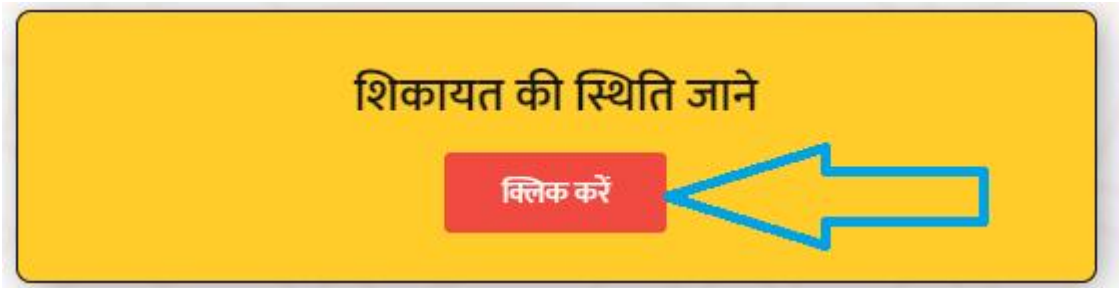 शिकायत की स्थिति जाने
क्लिक करें